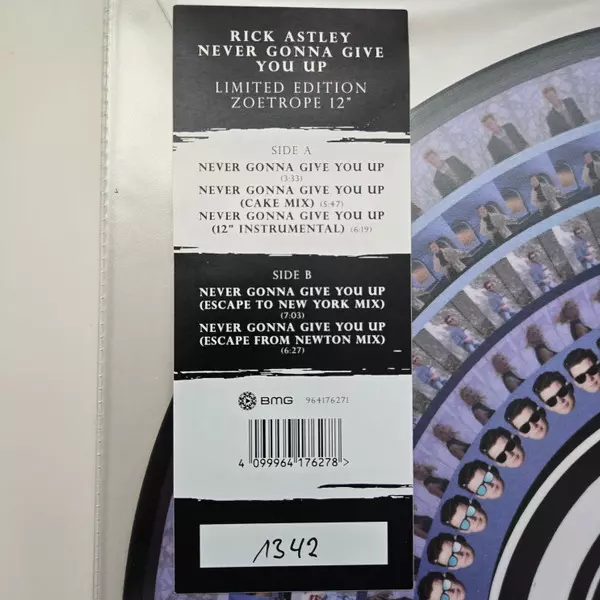 RICK ASTLEY
NEVER GONNA GIVE
YOU UP
LIMITED EDITION
ZOETROPE 12"
SIDE A
NEVER GONNA GIVE YOU UP
(3:33)
NEVER GONNA GIVE YOU UP
(CAKE MIX) (5:47)
NEVER GONNA GIVE YOU UP
(12" INSTRUMENTAL) (6:19)
SIDE B
NEVER GONNA GIVE YOU UP
(ESCAPE TO NEW YORK MIX)
(7:03)
NEVER GONNA GIVE YOU UP
(ESCAPE FROM NEWTON MIX)
(6:27)
BMG 964176271
4 099964 176278 >
1342